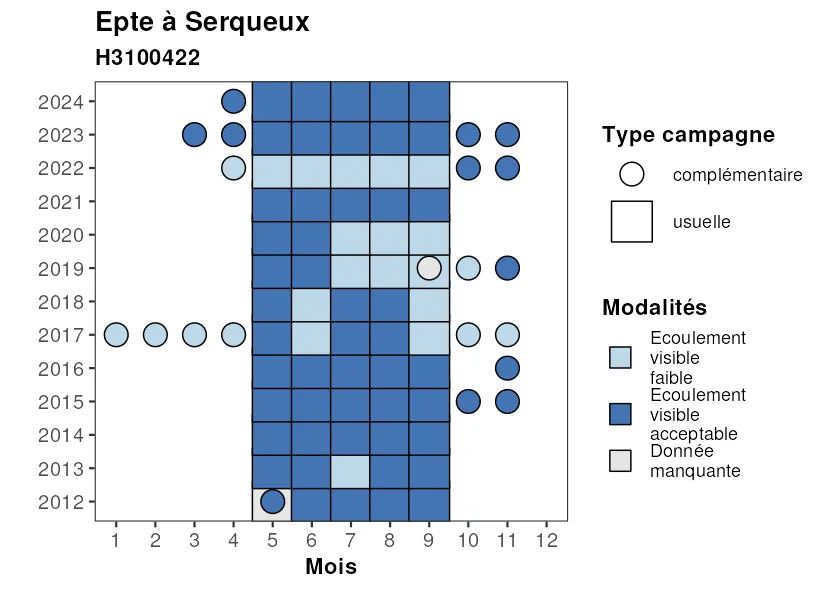 Epte à Serqueux
H3100422
2024
2023
2022
2021
2020
2019
2018
2017
2016
2015
2014
2013
2012
1 2 3 4 5 6 7 8 9 10 11 12
Mois
Type campagne
complémentaire
usuelle
Modalités
Ecoulement
visible
faible
Ecoulement
visible
acceptable
Donnée
manquante